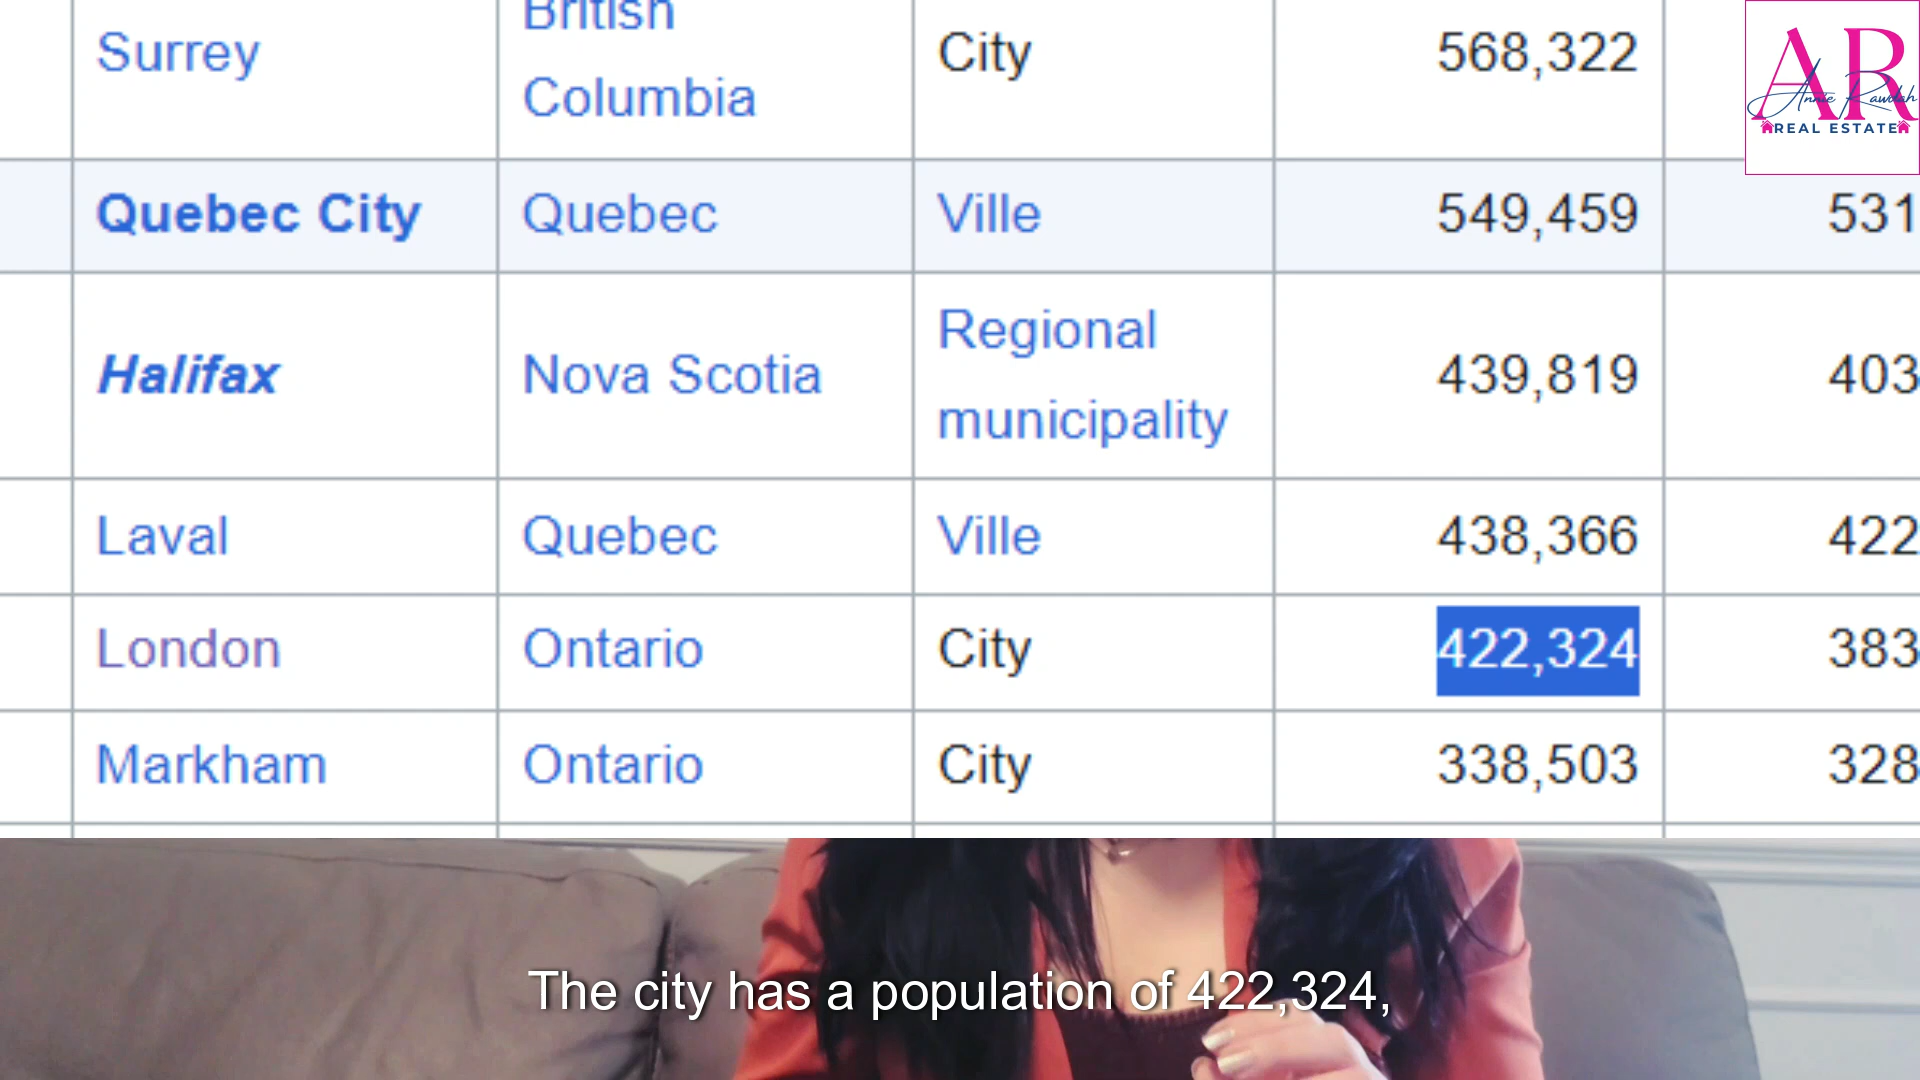 British
Surrey
Columbia
City
568,322
AR
Annie Rawdah
REAL ESTATE
Quebec City
Quebec
Ville
549,459
531
Halifax
Nova Scotia
Regional
municipality
439,819
403
Laval
Quebec
Ville
438,366
422
London
Ontario
City
422,324
383
Markham
Ontario
City
338,503
328
The city has a population of 422,324,